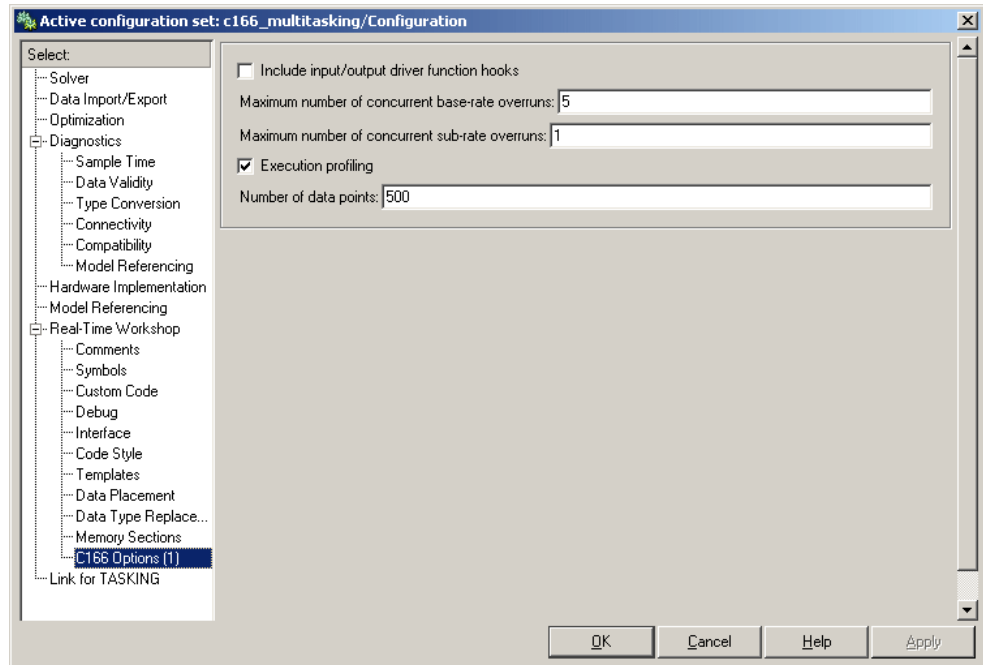 Active configuration set: c166_multitasking/Configuration
Select:
Solver
Data Import/Export
Optimization
Diagnostics
Sample Time
Data Validity
Type Conversion
Connectivity
Compatibility
Model Referencing
Hardware Implementation
Model Referencing
Real-Time Workshop
Comments
Symbols
Custom Code
Debug
Interface
Code Style
Templates
Data Placement
Data Type Replace...
Memory Sections
C166 Options (1)
Link for TASKING
Include input/output driver function hooks
Maximum number of concurrent base-rate overruns: 5
Maximum number of concurrent sub-rate overruns: 1
Execution profiling
Number of data points: 500
OK Cancel Help Apply